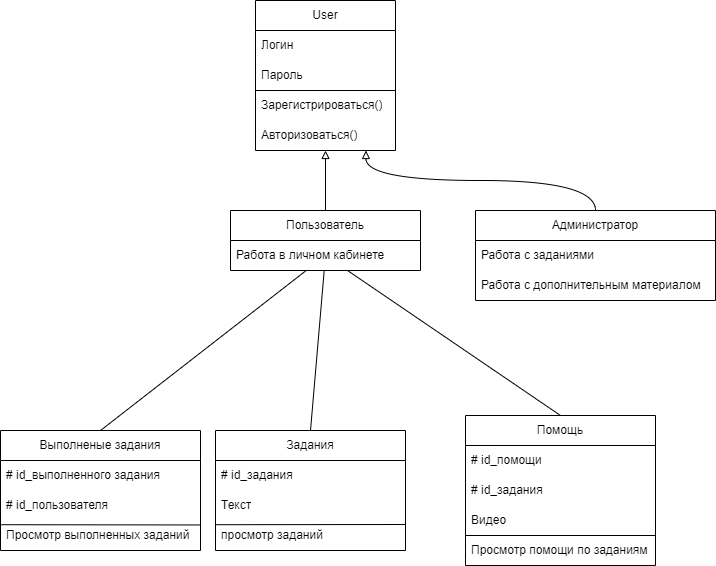 User
Логин
Пароль
Зарегистрироваться()
Авторизоваться()
Пользователь
Работа в личном кабинете
Администратор
Работа с заданиями
Работа с дополнительным материалом
Выполненые задания
# id_выполненного задания
# id_пользователя
Просмотр выполненных заданий
Задания
# id_задания
Текст
просмотр заданий
Помощь
# id_помощи
# id_задания
Видео
Просмотр помощи по заданиям